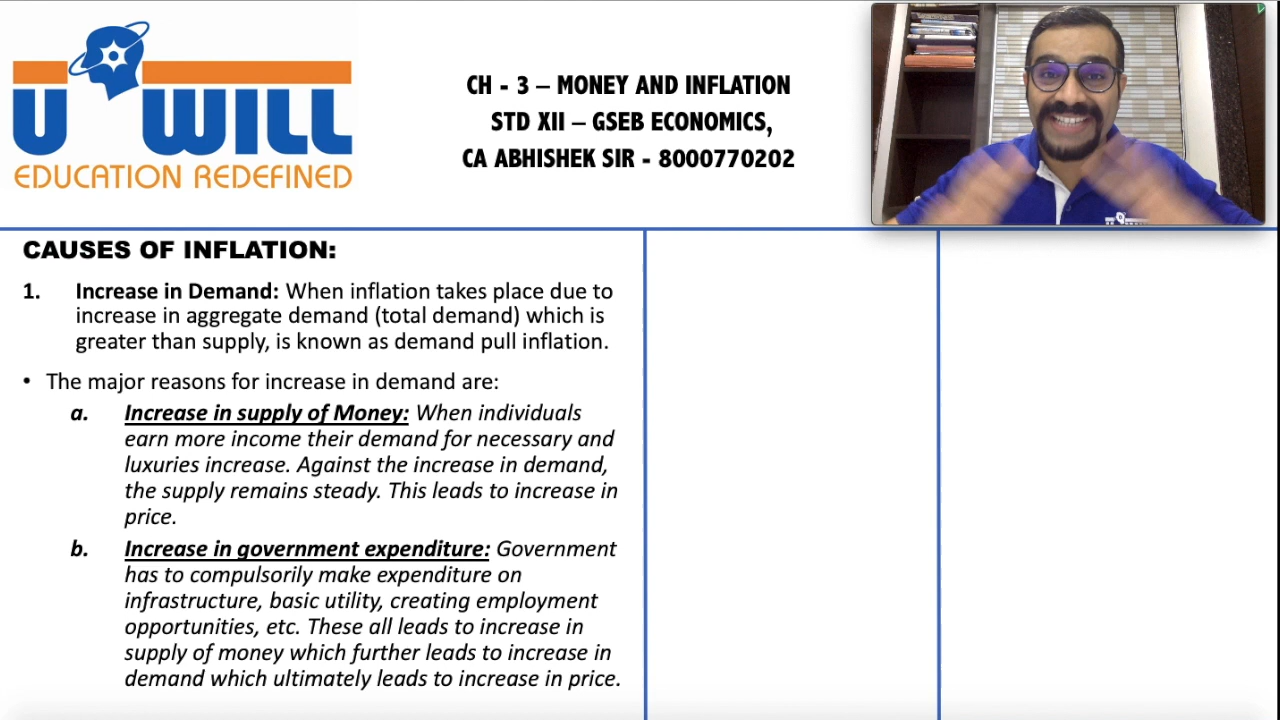 U WILL
EDUCATION REDEFINED
CH - 3 – MONEY AND INFLATION
STD XII – GSEB ECONOMICS,
CA ABHISHEK SIR - 8000770202
CAUSES OF INFLATION:
1. Increase in Demand: When inflation takes place due to
increase in aggregate demand (total demand) which is
greater than supply, is known as demand pull inflation.
• The major reasons for increase in demand are:
a. Increase in supply of Money: When individuals
earn more income their demand for necessary and
luxuries increase. Against the increase in demand,
the supply remains steady. This leads to increase in
price.
b. Increase in government expenditure: Government
has to compulsorily make expenditure on
infrastructure, basic utility, creating employment
opportunities, etc. These all leads to increase in
supply of money which further leads to increase in
demand which ultimately leads to increase in price.